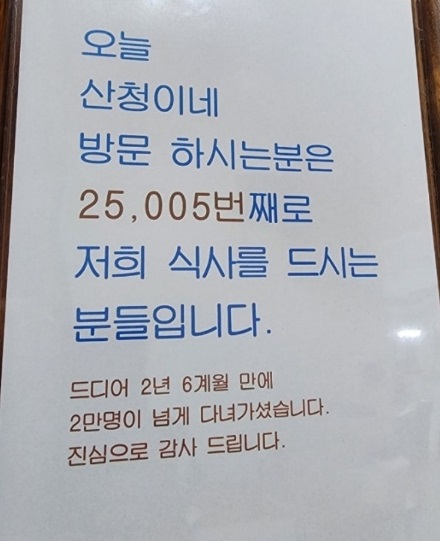 오늘
산청이네
방문 하시는분은
25,005번째로
저희 식사를 드시는
분들입니다.
드디어 2년 6계월 만에
2만명이 넘게 다녀가셨습니다.
진심으로 감사 드립니다.